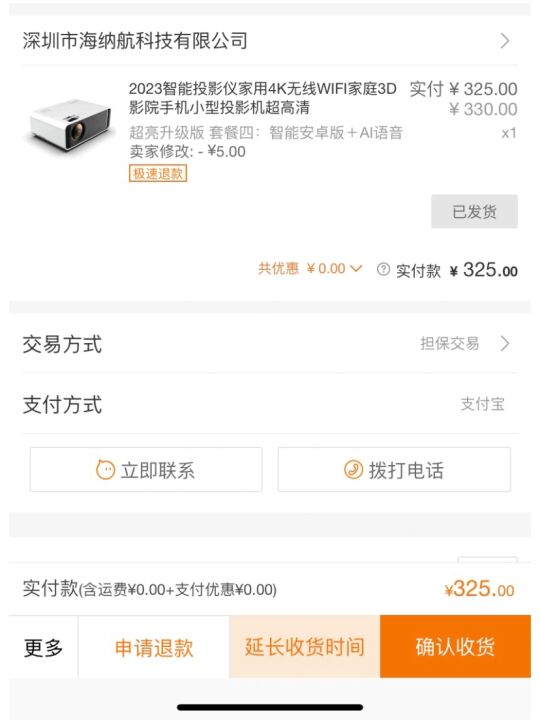 深圳市海纳航科技有限公司
2023智能投影仪家用4K无线WIFI家庭3D 实付 ¥ 325.00
影院手机小型投影机超高清 ¥ 330.00
超亮升级版 套餐四：智能安卓版＋AI语音 x1
卖家修改: - ¥5.00
极速退款
已发货
共优惠 ¥ 0.00 ? 实付款 ¥ 325.00
交易方式 担保交易
支付方式 支付宝
立即联系 拨打电话
实付款(含运费¥0.00+支付优惠¥0.00) ¥325.00
更多 申请退款 延长收货时间 确认收货